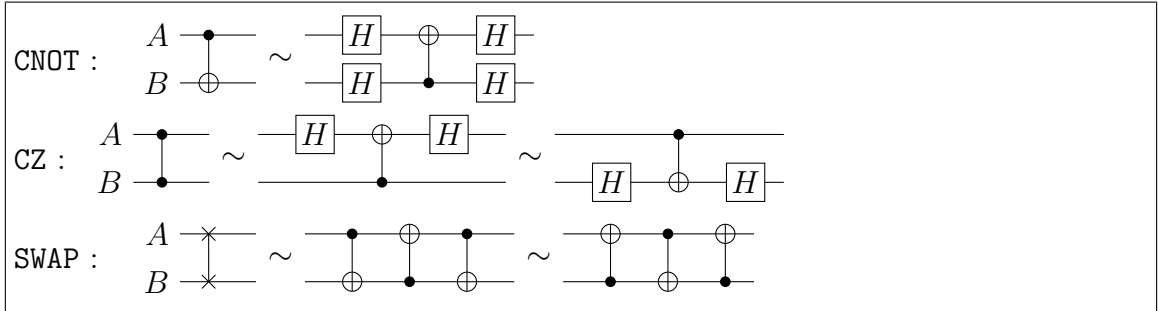 A H H
CNOT : ~
B H H
A H H
CZ : ~ ~
B H H
A
SWAP : ~ ~
B